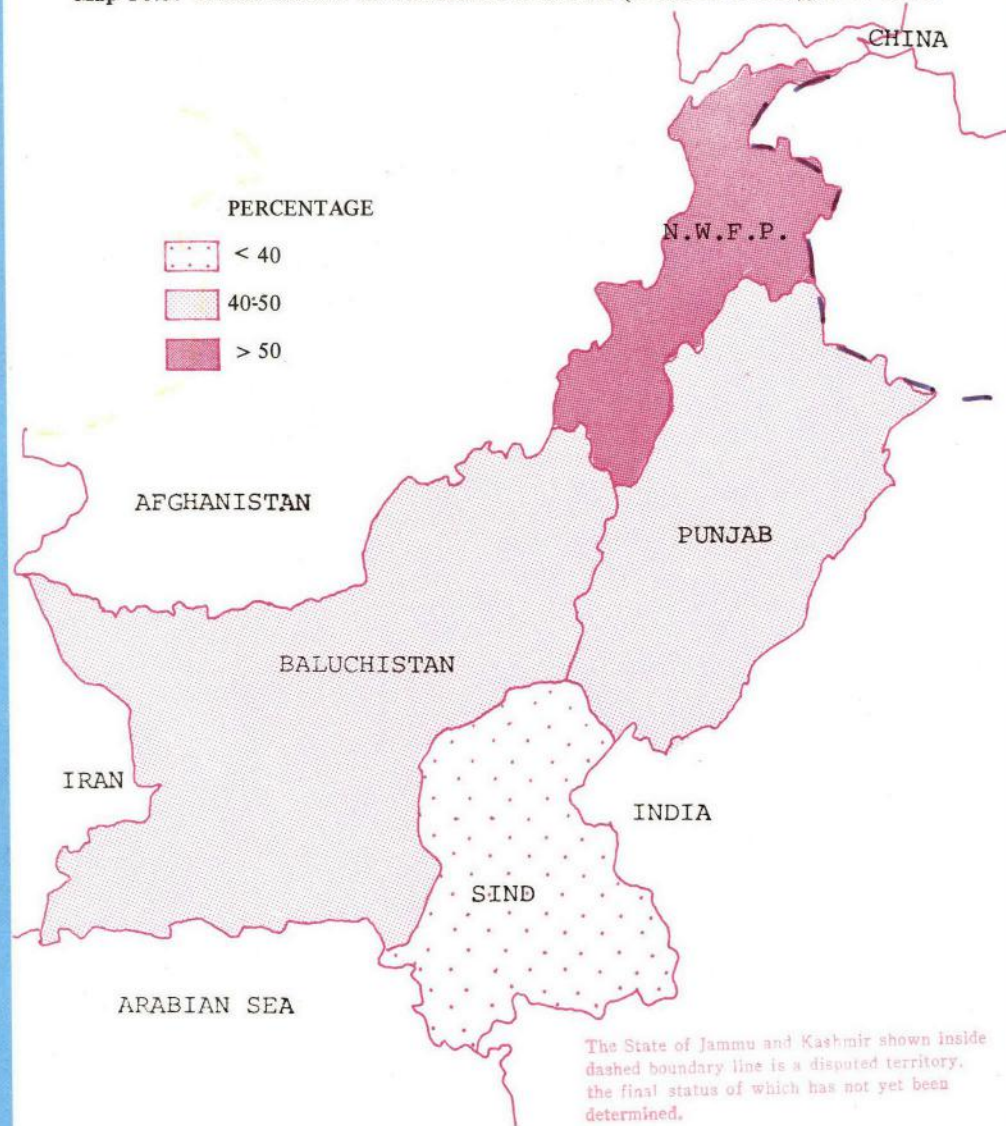 CHINA
PERCENTAGE
< 40
40-50
> 50
N.W.F.P.
AFGHANISTAN
PUNJAB
BALUCHISTAN
IRAN
INDIA
SIND
ARABIAN SEA
The State of Jammu and Kashmir shown inside
dashed boundary line is a disputed territory,
the final status of which has not yet been
determined.